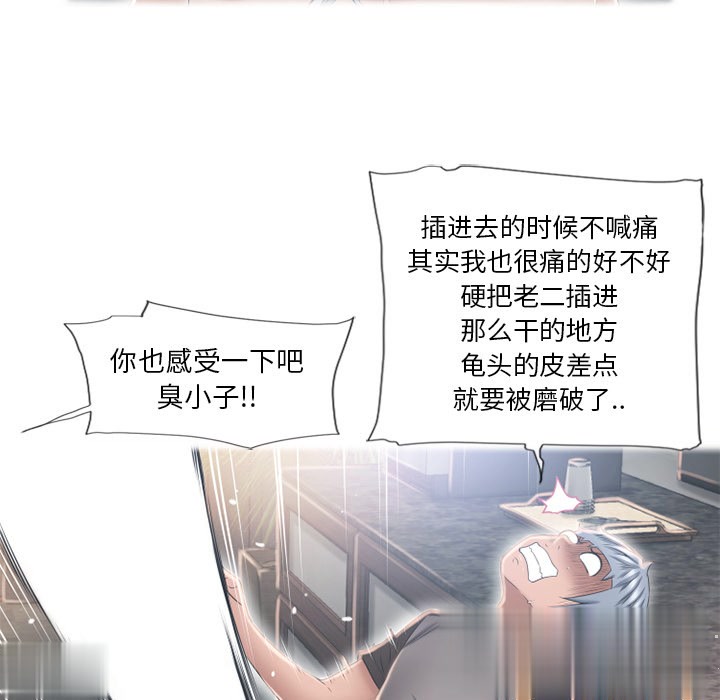 插进去的时候不喊痛
其实我也很痛的好不好
硬把老二插进
那么干的地方
龟头的皮差点
就要被磨破了..
你也感受一下吧
臭小子!!